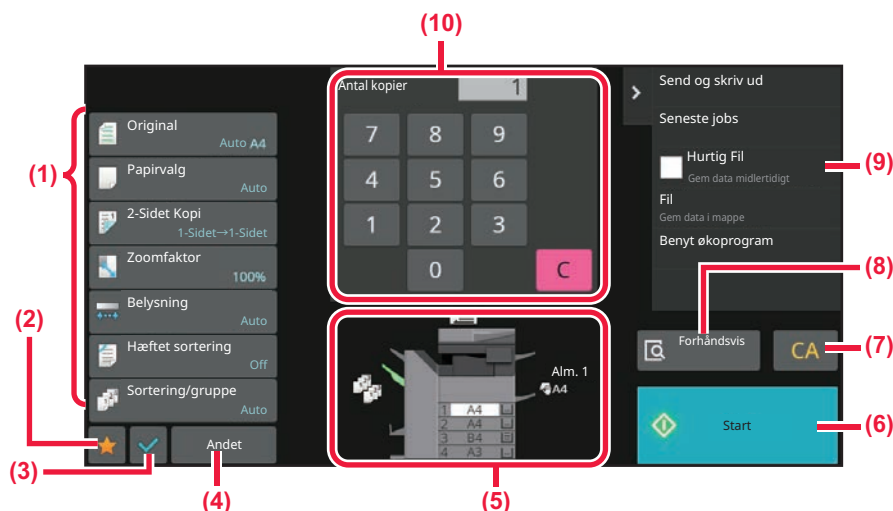 (10)
Antal kopier
1
Send og skriv ud
Seneste jobs
Original
Auto A4
7 8 9
Hurtig Fil
(9)
Gem data midlertidigt
(1)
Papirvalg
Auto
4 5 6
Fil
Gem data i mappe
2-Sidet Kopi
1-Sidet→1-Sidet
1 2 3
Benyt økoprogram
Zoomfaktor
100%
0 C
(8)
Belysning
Auto
(2)
Hæftet sortering
Off
Forhåndsvis
CA
(7)
Alm. 1
A4
Sortering/gruppe
Auto
1 A4
2 A4
3 B4
4 A3
Start
(6)
Andet
(3)
(4)
(5)